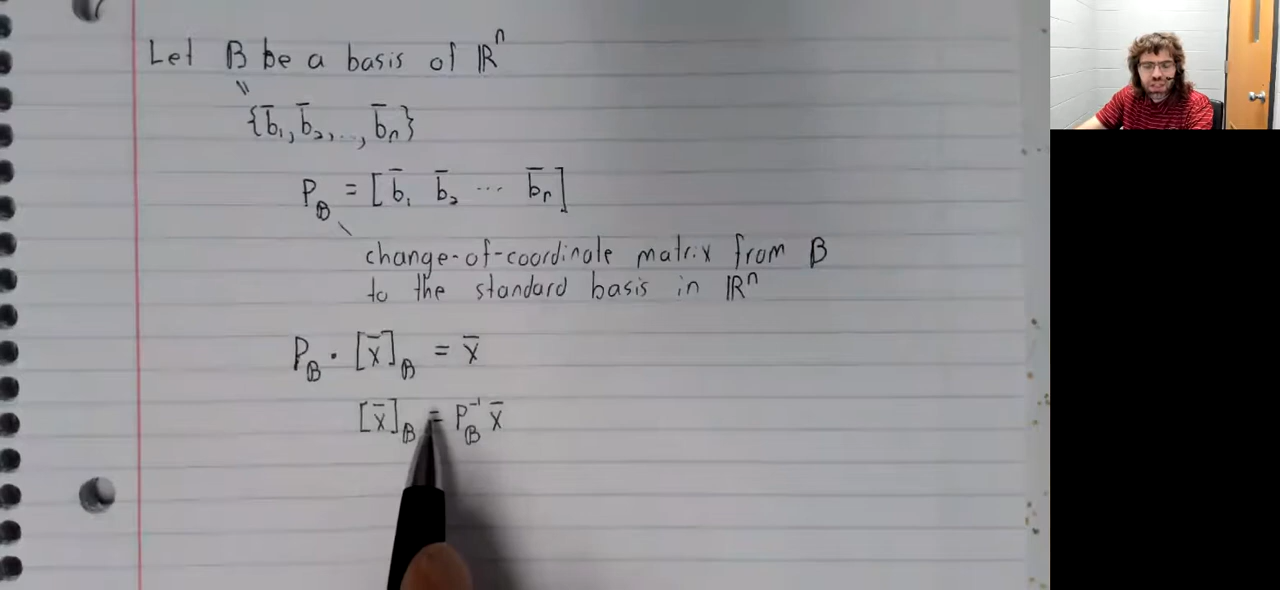 Let B be a basis of ℝⁿ
"
{b̄₁, b̄₂, ..., b̄ₙ}
P_B = [b̄₁ b̄₂ ⋯ b̄ₙ]
change-of-coordinate matrix from B
to the standard basis in ℝⁿ
P_B · [x̄]_B = x̄
[x̄]_B = P_B⁻¹ x̄